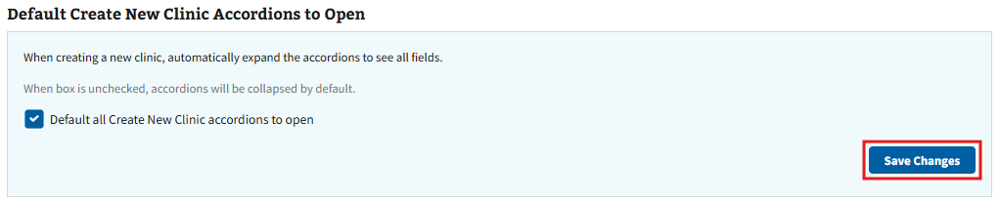 Default Create New Clinic Accordions to Open
When creating a new clinic, automatically expand the accordions to see all fields.
When box is unchecked, accordions will be collapsed by default.
Default all Create New Clinic accordions to open
Save Changes